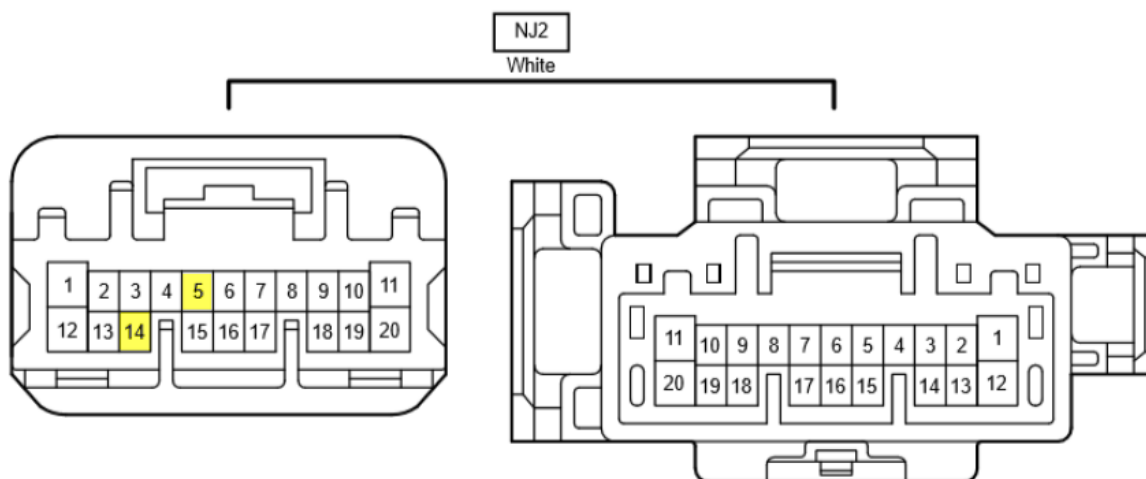 NJ2
White
1 2 3 4 5 6 7 8 9 10 11
12 13 14 15 16 17 18 19 20
11 10 9 8 7 6 5 4 3 2 1
20 19 18 17 16 15 14 13 12